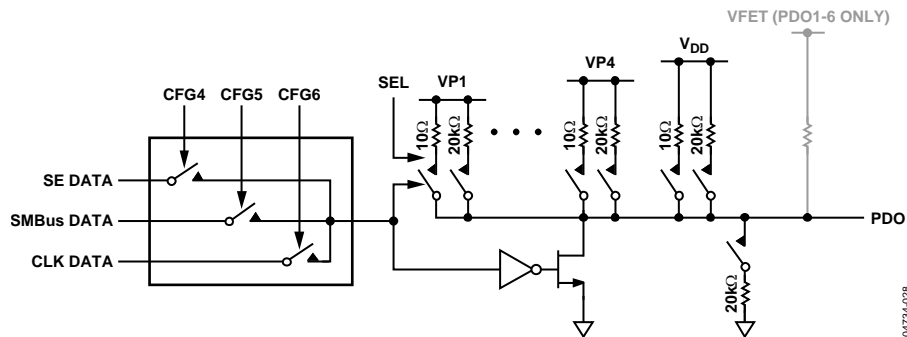 VFET (PDO1-6 ONLY)
VDD
VP4
VP1
SEL
CFG4
CFG5
CFG6
10Ω
20kΩ
10Ω
20kΩ
10Ω
20kΩ
SE DATA
SMBus DATA
CLK DATA
PDO
20kΩ
04734-028